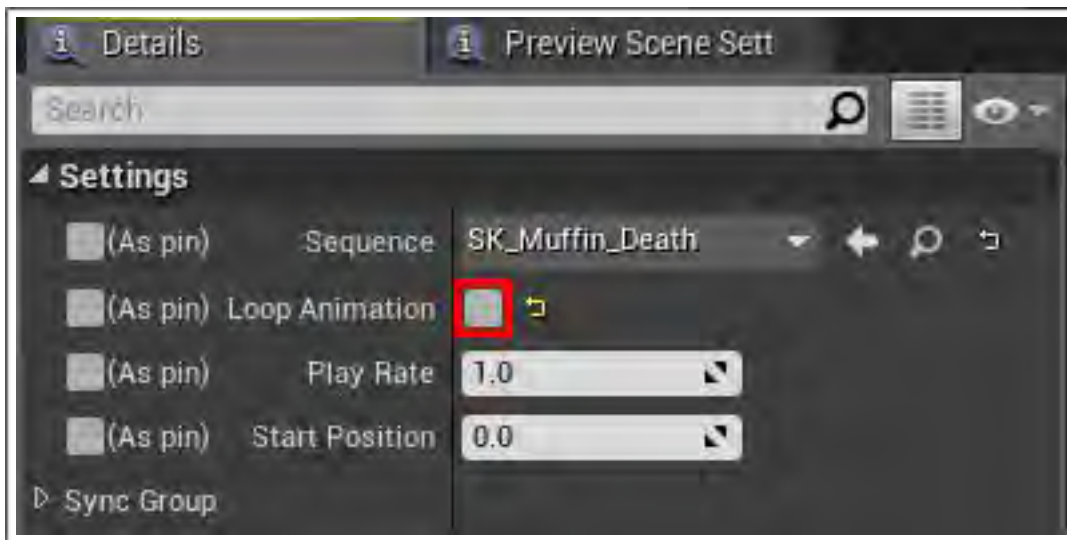 Details Preview Scene Sett
Search
Settings
(As pin) Sequence SK_Muffin_Death
(As pin) Loop Animation
(As pin) Play Rate 1.0
(As pin) Start Position 0.0
Sync Group